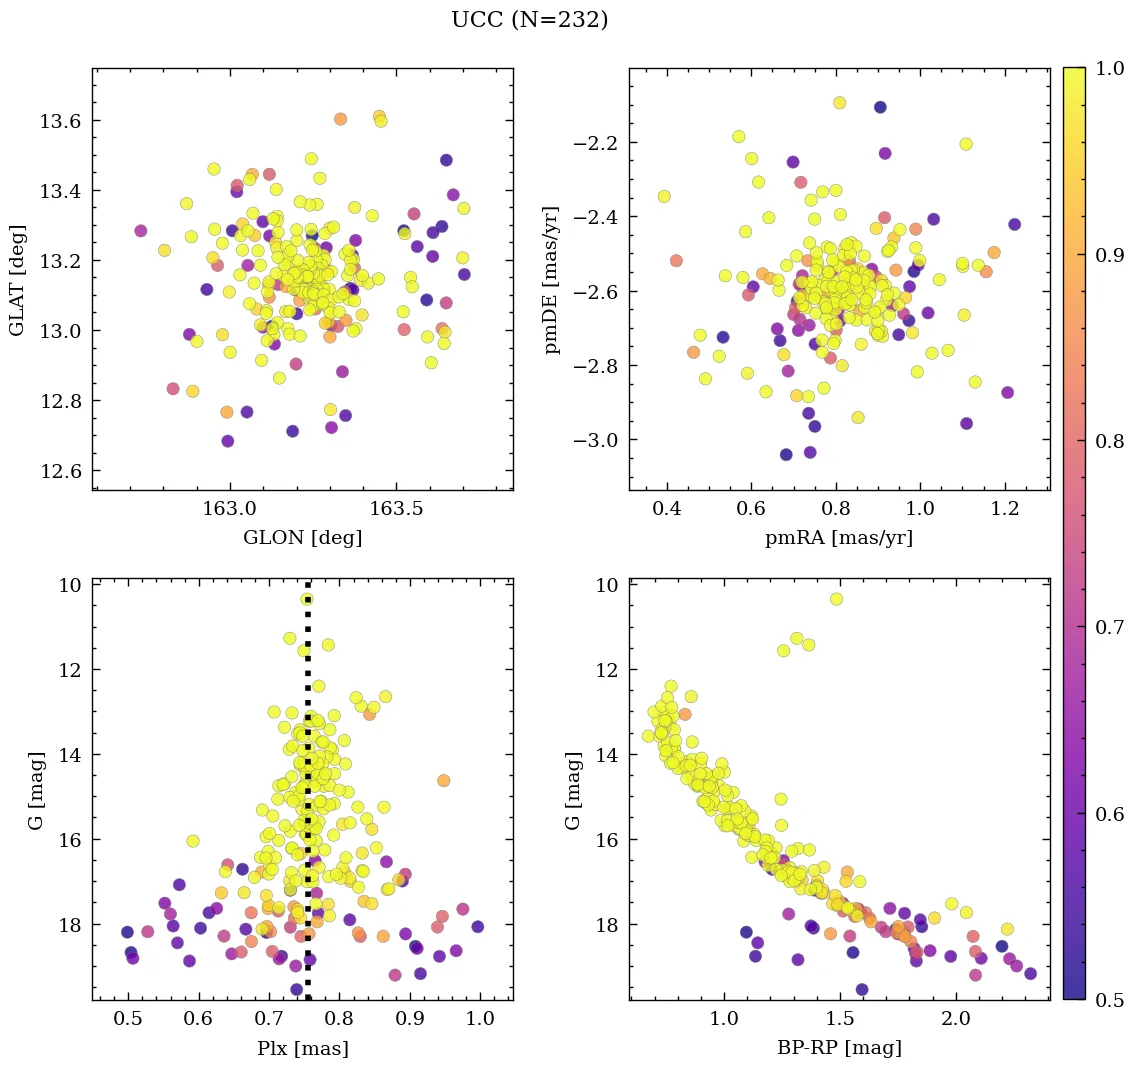 UCC (N=232)
13.6
13.4
13.2
13.0
12.8
12.6
GLAT [deg]
163.0 163.5
GLON [deg]
−2.2
−2.4
−2.6
−2.8
−3.0
pmDE [mas/yr]
0.4 0.6 0.8 1.0 1.2
pmRA [mas/yr]
1.0
0.9
0.8
0.7
0.6
0.5
10
12
14
16
18
G [mag]
0.5 0.6 0.7 0.8 0.9 1.0
Plx [mas]
10
12
14
16
18
G [mag]
1.0 1.5 2.0
BP-RP [mag]